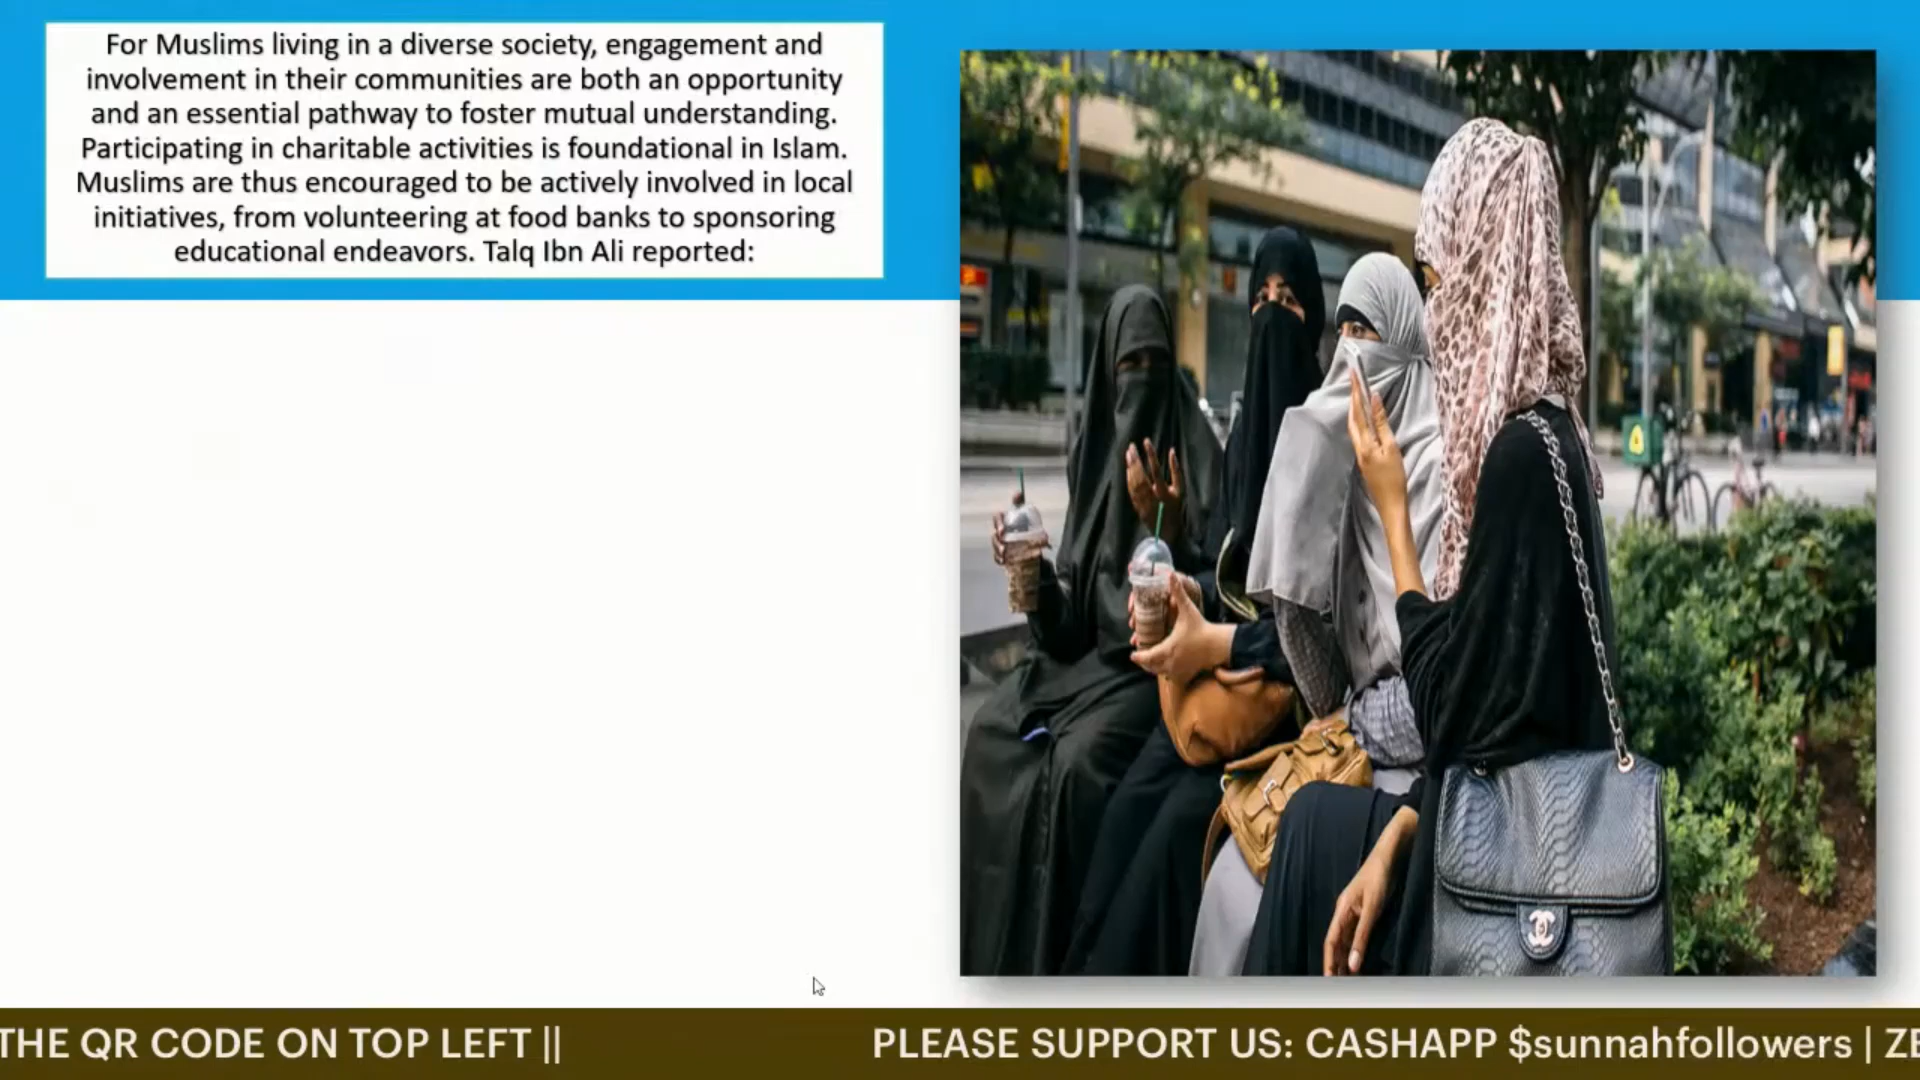 For Muslims living in a diverse society, engagement and
involvement in their communities are both an opportunity
and an essential pathway to foster mutual understanding.
Participating in charitable activities is foundational in Islam.
Muslims are thus encouraged to be actively involved in local
initiatives, from volunteering at food banks to sponsoring
educational endeavors. Talq Ibn Ali reported:
THE QR CODE ON TOP LEFT || PLEASE SUPPORT US: CASHAPP $sunnahfollowers | ZE